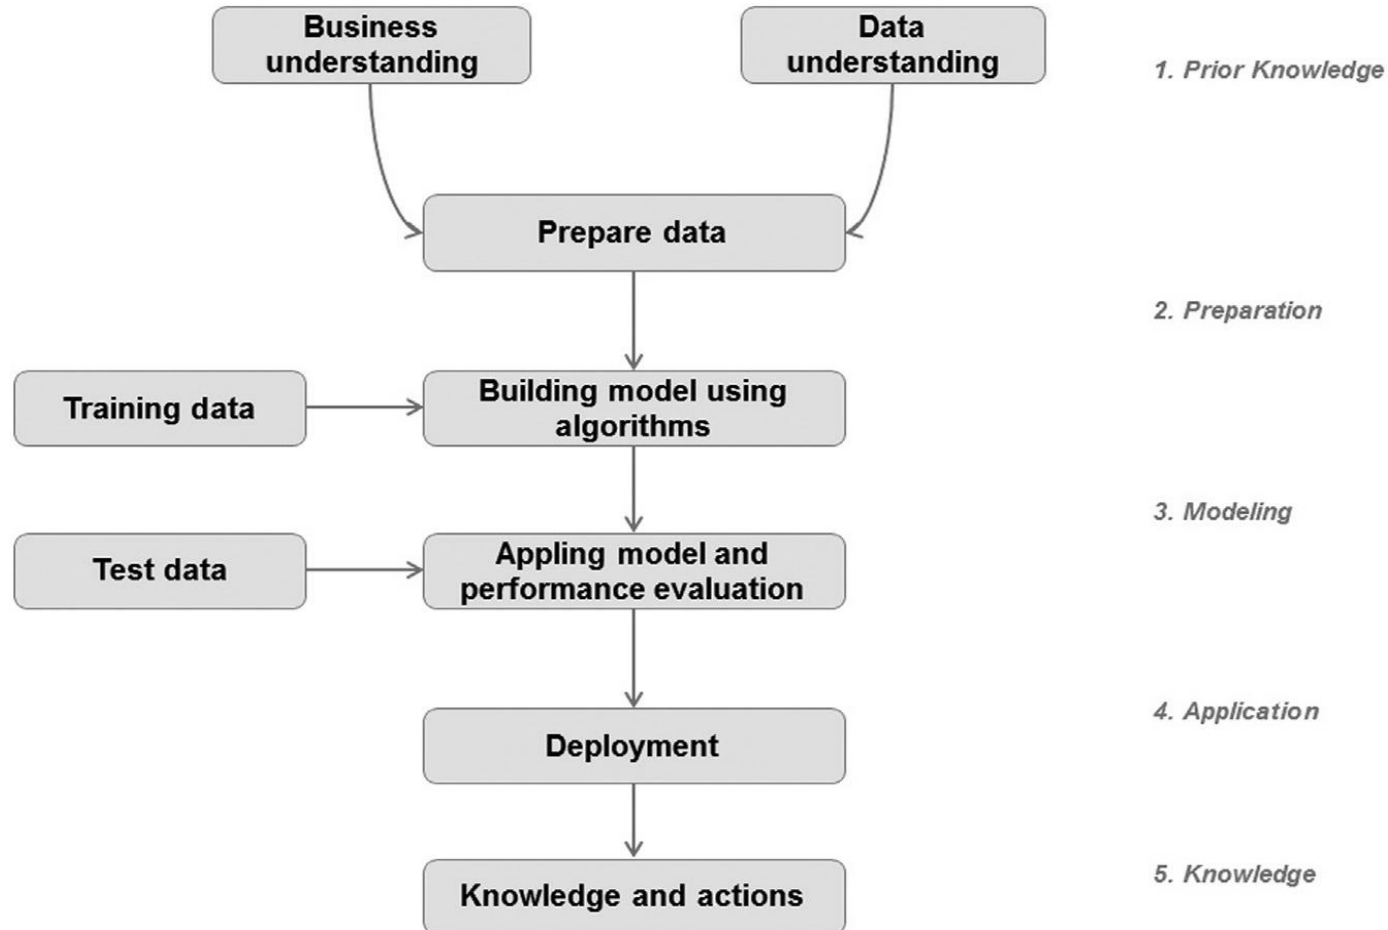 Business
understanding
Data
understanding
1. Prior Knowledge
Prepare data
2. Preparation
Training data
Building model using
algorithms
3. Modeling
Test data
Appling model and
performance evaluation
4. Application
Deployment
5. Knowledge
Knowledge and actions